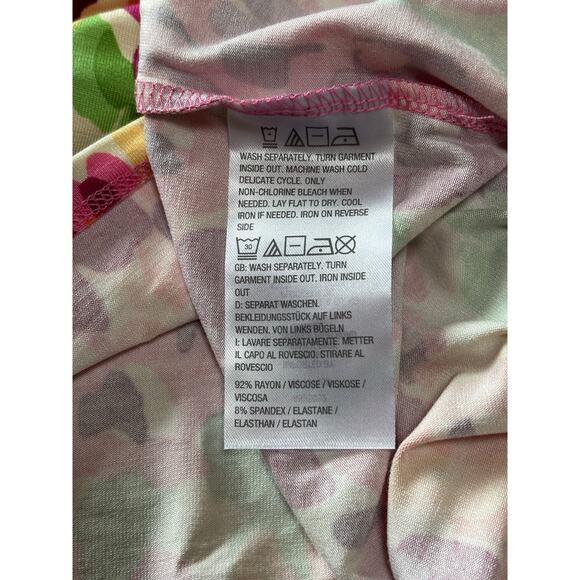 WASH SEPARATELY. TURN GARMENT
INSIDE OUT. MACHINE WASH COLD
DELICATE CYCLE. ONLY
NON-CHLORINE BLEACH WHEN
NEEDED. LAY FLAT TO DRY. COOL
IRON IF NEEDED. IRON ON REVERSE
SIDE
30
GB: WASH SEPARATELY. TURN
GARMENT INSIDE OUT. IRON INSIDE
OUT
D: SEPARAT WASCHEN.
BEKLEIDUNGSSTÜCK AUF LINKS
WENDEN. VON LINKS BÜGELN
I: LAVARE SEPARATAMENTE. METTER
IL CAPO AL ROVESCIO. STIRARE AL
ROVESCIO
92% RAYON / VISCOSE / VISKOSE /
VISCOSA
8% SPANDEX / ELASTANE /
ELASTHAN / ELASTAN